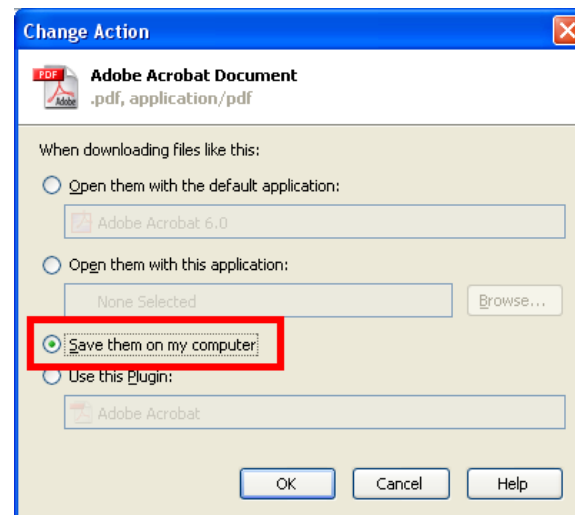 Change Action
PDF
Adobe
Adobe Acrobat Document
.pdf, application/pdf
When downloading files like this:
Open them with the default application:
Adobe Acrobat 6.0
Open them with this application:
None Selected
Browse...
Save them on my computer
Use this Plugin:
Adobe Acrobat
OK Cancel Help